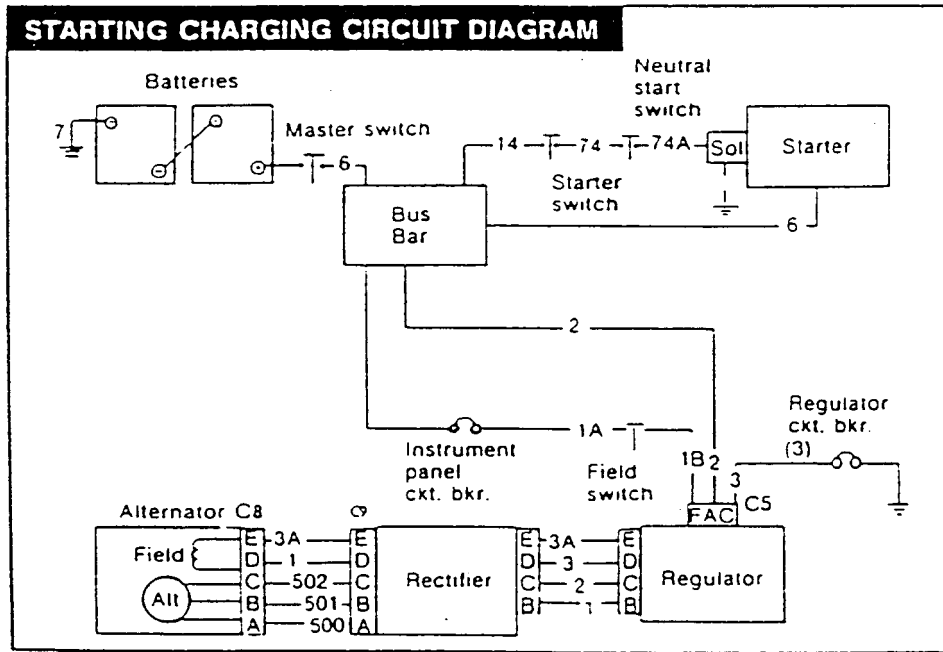 STARTING CHARGING CIRCUIT DIAGRAM
Batteries
Neutral
start
switch
7
Master switch
6
14
74
74A
Sol
Starter
Starter
switch
Bus
Bar
6
2
Regulator
ckt. bkr.
(3)
1A
Instrument
panel
ckt. bkr.
Field
switch
1B
2
3
FAC
C5
Alternator
C8
C9
Field
Alt
E
D
C
B
A
3A
1
502
501
500
E
D
C
B
A
Rectifier
E
D
C
B
3A
3
2
1
E
D
C
B
Regulator